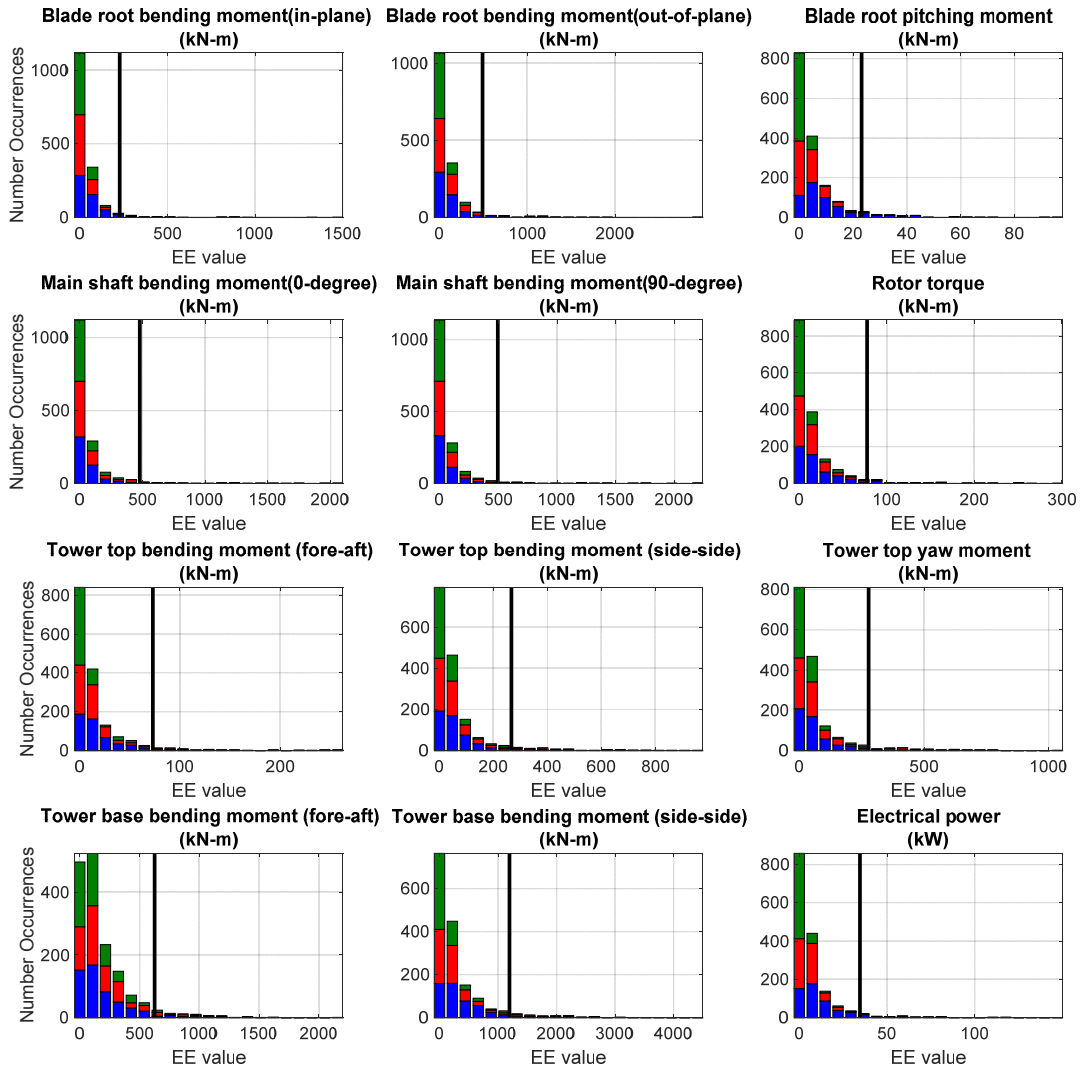 Blade root bending moment(in-plane)
(kN-m)
1000
500
0
0 500 1000 1500
Number Occurrences
EE value
Blade root bending moment(out-of-plane)
(kN-m)
1000
500
0
0 1000 2000
EE value
Blade root pitching moment
(kN-m)
800
600
400
200
0
0 20 40 60 80
EE value
Main shaft bending moment(0-degree)
(kN-m)
1000
500
0
0 500 1000 1500 2000
Number Occurrences
EE value
Main shaft bending moment(90-degree)
(kN-m)
1000
500
0
0 500 1000 1500 2000
EE value
Rotor torque
(kN-m)
800
600
400
200
0
0 100 200 300
EE value
Tower top bending moment (fore-aft)
(kN-m)
800
600
400
200
0
0 100 200
Number Occurrences
EE value
Tower top bending moment (side-side)
(kN-m)
600
400
200
0
0 200 400 600 800
EE value
Tower top yaw moment
(kN-m)
800
600
400
200
0
0 500 1000
EE value
Tower base bending moment (fore-aft)
(kN-m)
400
200
0
0 500 1000 1500 2000
Number Occurrences
EE value
Tower base bending moment (side-side)
(kN-m)
600
400
200
0
0 1000 2000 3000 4000
EE value
Electrical power
(kW)
800
600
400
200
0
0 50 100
EE value